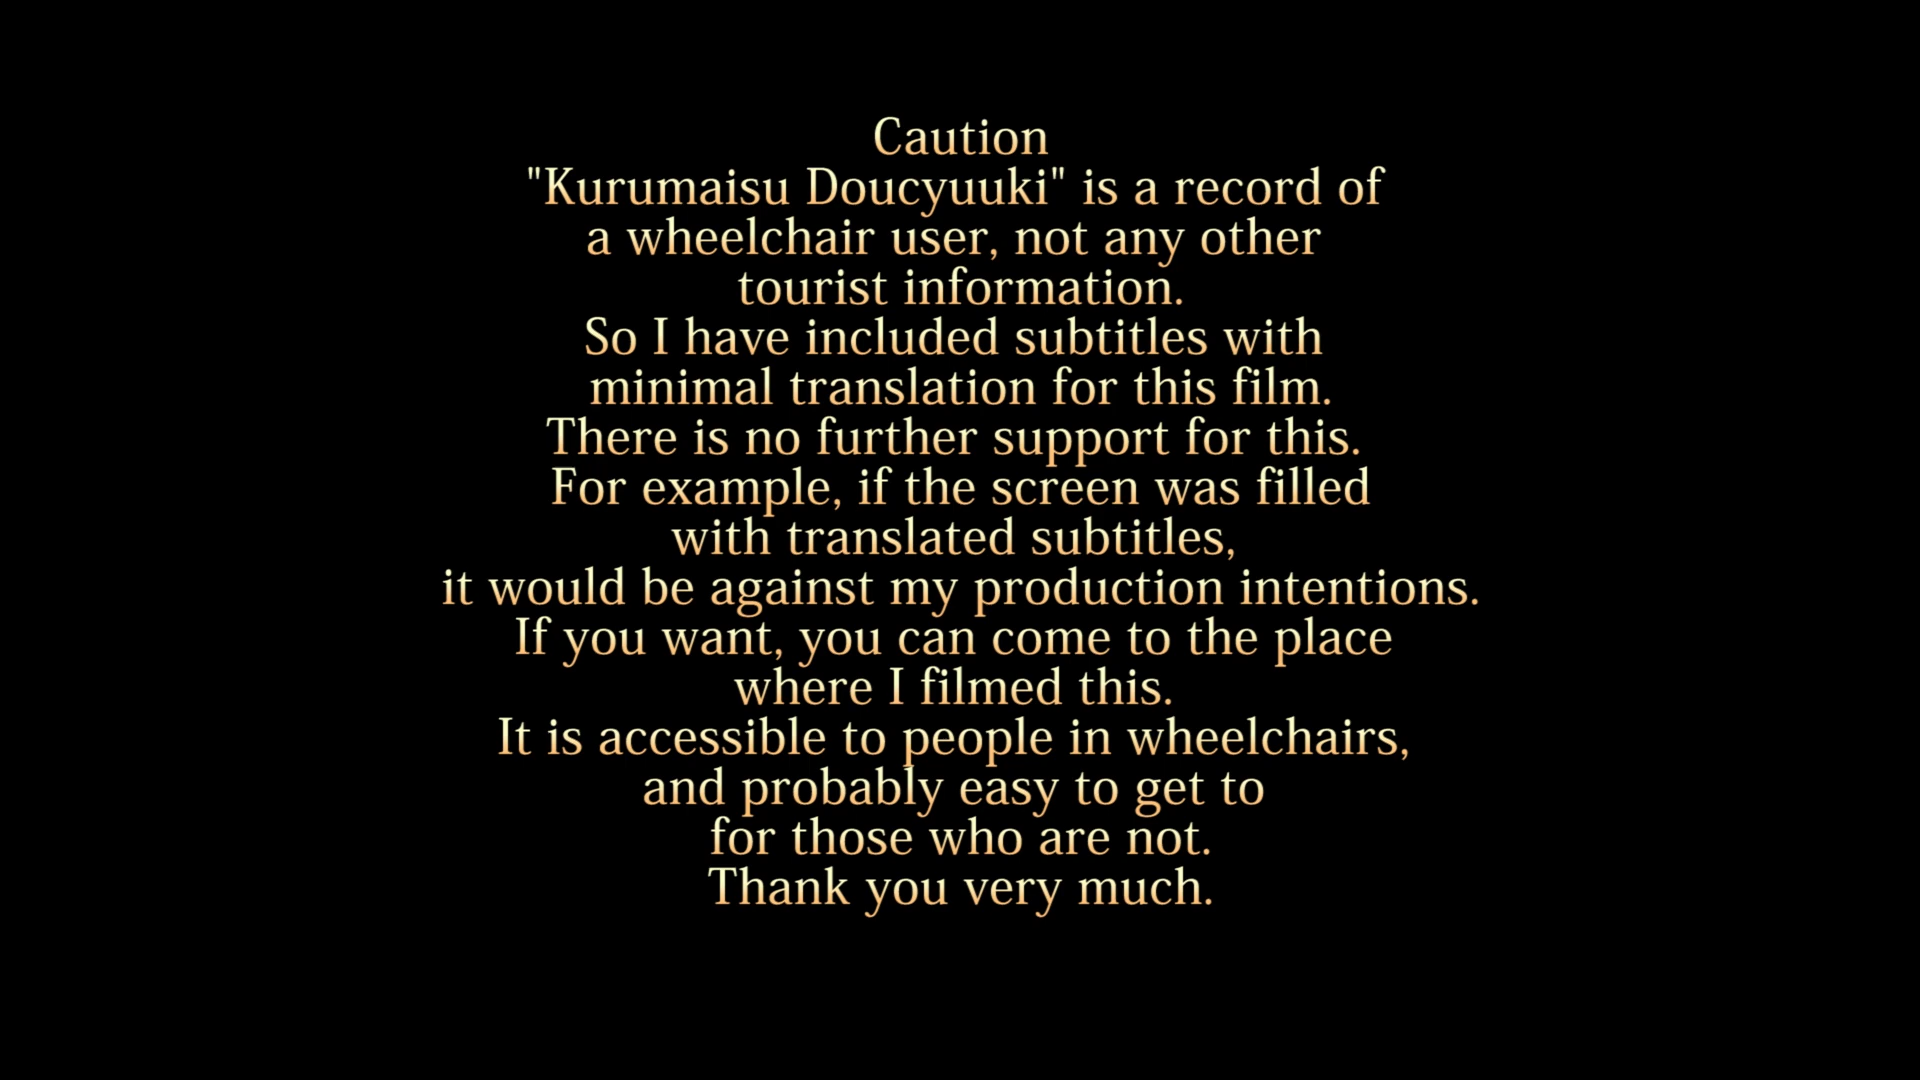 Caution
"Kurumaisu Doucyuuki" is a record of
a wheelchair user, not any other
tourist information.
So I have included subtitles with
minimal translation for this film.
There is no further support for this.
For example, if the screen was filled
with translated subtitles,
it would be against my production intentions.
If you want, you can come to the place
where I filmed this.
It is accessible to people in wheelchairs,
and probably easy to get to
for those who are not.
Thank you very much.